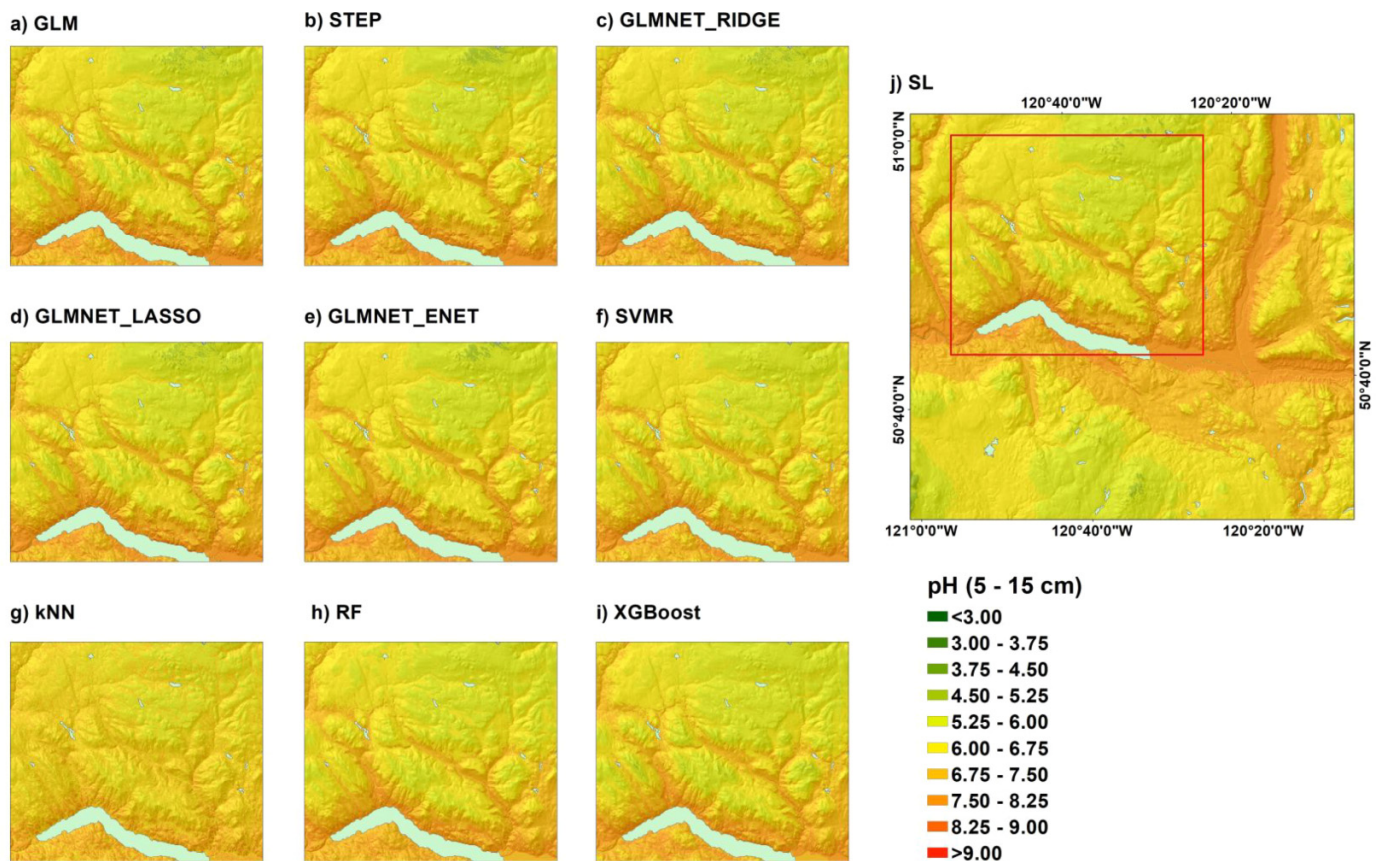 a) GLM
b) STEP
c) GLMNET_RIDGE
d) GLMNET_LASSO
e) GLMNET_ENET
f) SVMR
g) kNN
h) RF
i) XGBoost
j) SL
120°40'0"W
120°20'0"W
51°0'0"N
50°40'0"N
50°40'0"N
121°0'0"W
120°40'0"W
120°20'0"W
pH (5 - 15 cm)
<3.00
3.00 - 3.75
3.75 - 4.50
4.50 - 5.25
5.25 - 6.00
6.00 - 6.75
6.75 - 7.50
7.50 - 8.25
8.25 - 9.00
>9.00